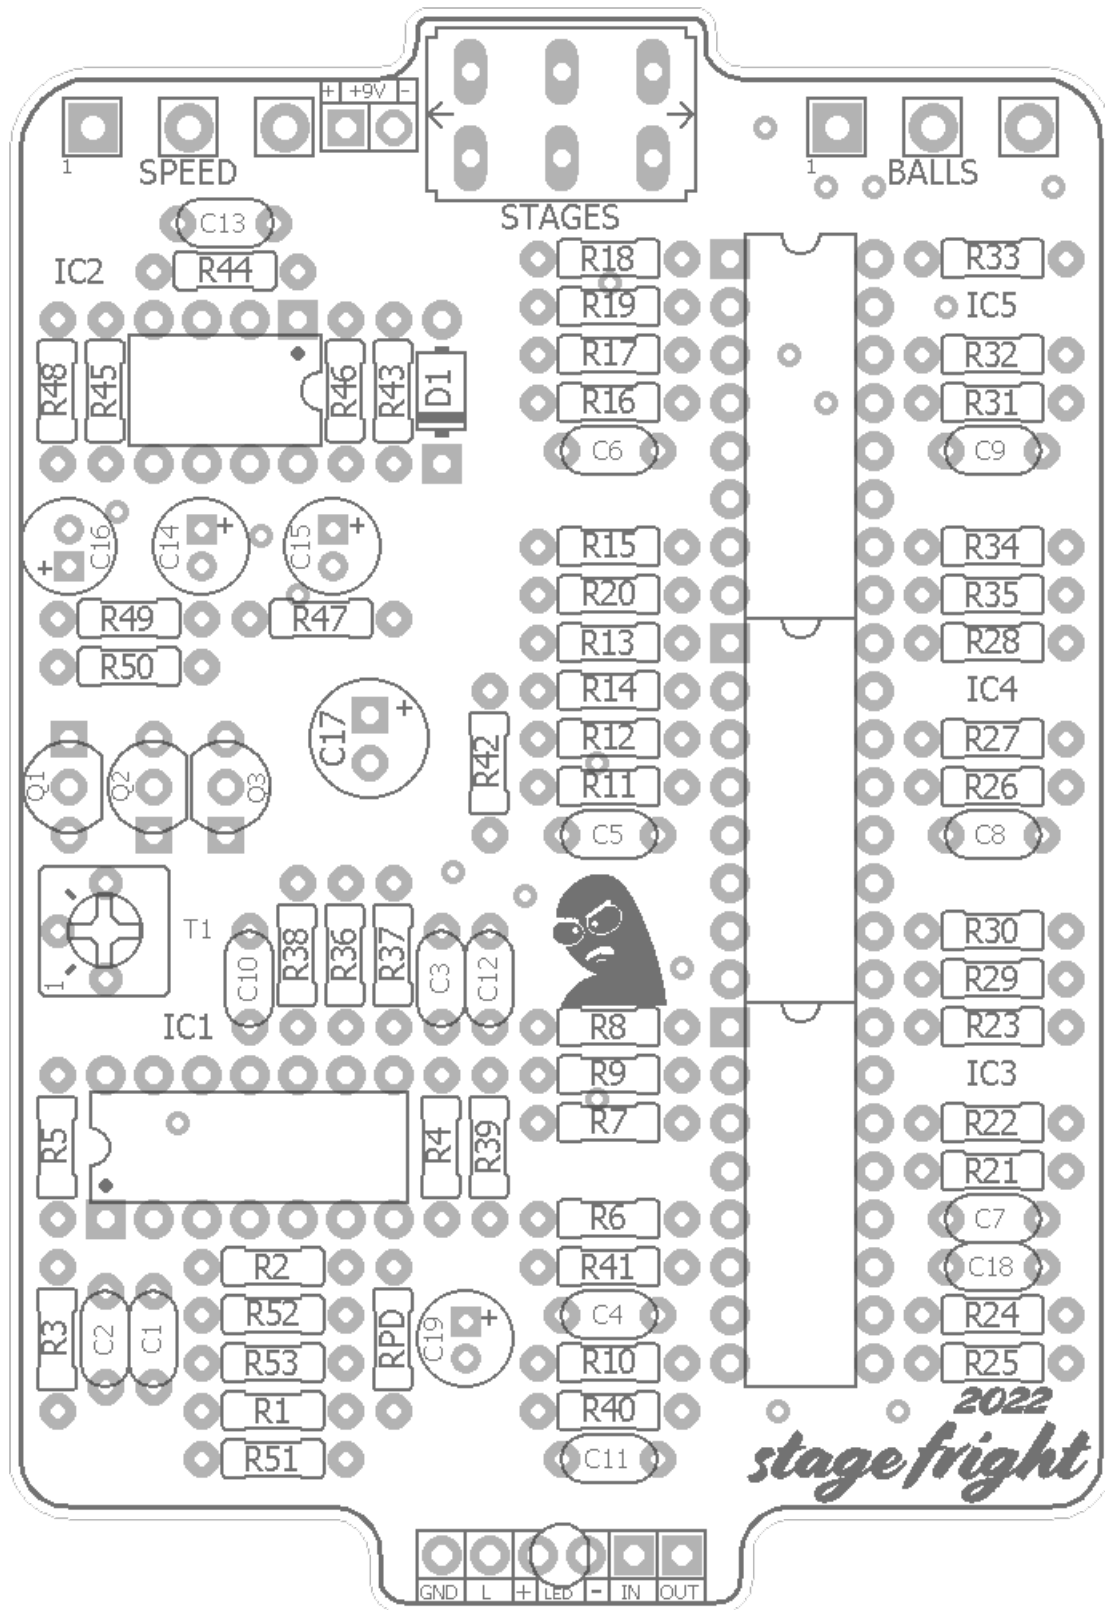 + +9V -
1 SPEED
STAGES
1 BALLS
C13
IC2 R44 R18 R33
R19 IC5
R48 R45 R46 R43 D1 R17 R32
R16 R31
C6 C9
C16 + C14 + C15 + R15 R34
R20 R35
R49 R47
R13 R28
R50
R14 IC4
C17 + R42 R12 R27
Q1 Q2 Q3 R11 R26
C5 C8
T1 1 C10 R38 R36 R37 C3 C12 R30
R29
IC1 R8 R23
R9 IC3
R5 R4 R39 R7 R22
R21
R6 C7
R2 R41 C18
R3 C2 C1 R52 RPD C19 + C4 R24
R53 R10 R25
R1 R40 2022
R51 C11 stage fright
GND L + LED - IN OUT